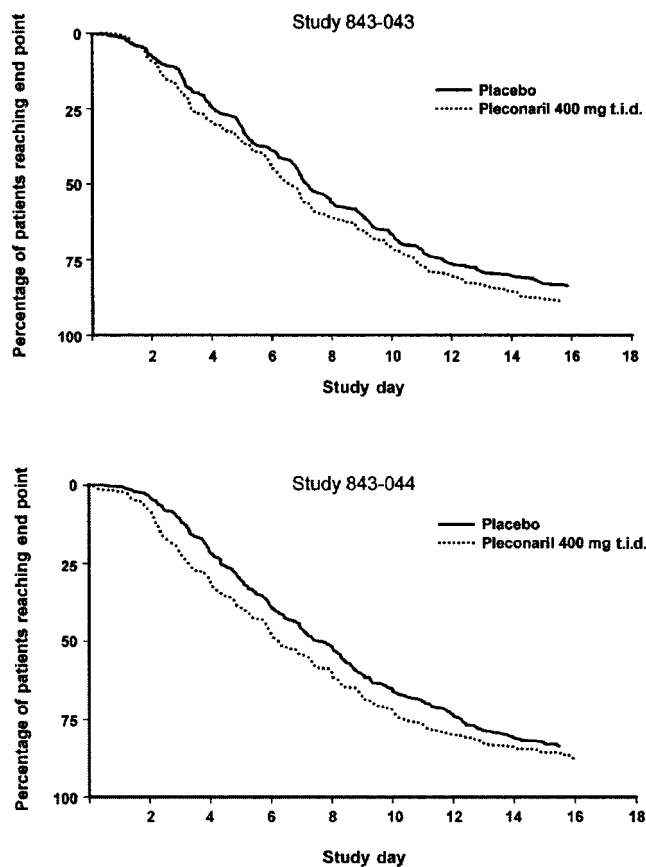 Study 843-043
Percentage of patients reaching end point
0
25
50
75
100
Placebo
Pleconaril 400 mg t.i.d.
2 4 6 8 10 12 14 16 18
Study day
Study 843-044
Percentage of patients reaching end point
0
25
50
75
100
Placebo
Pleconaril 400 mg t.i.d.
2 4 6 8 10 12 14 16 18
Study day